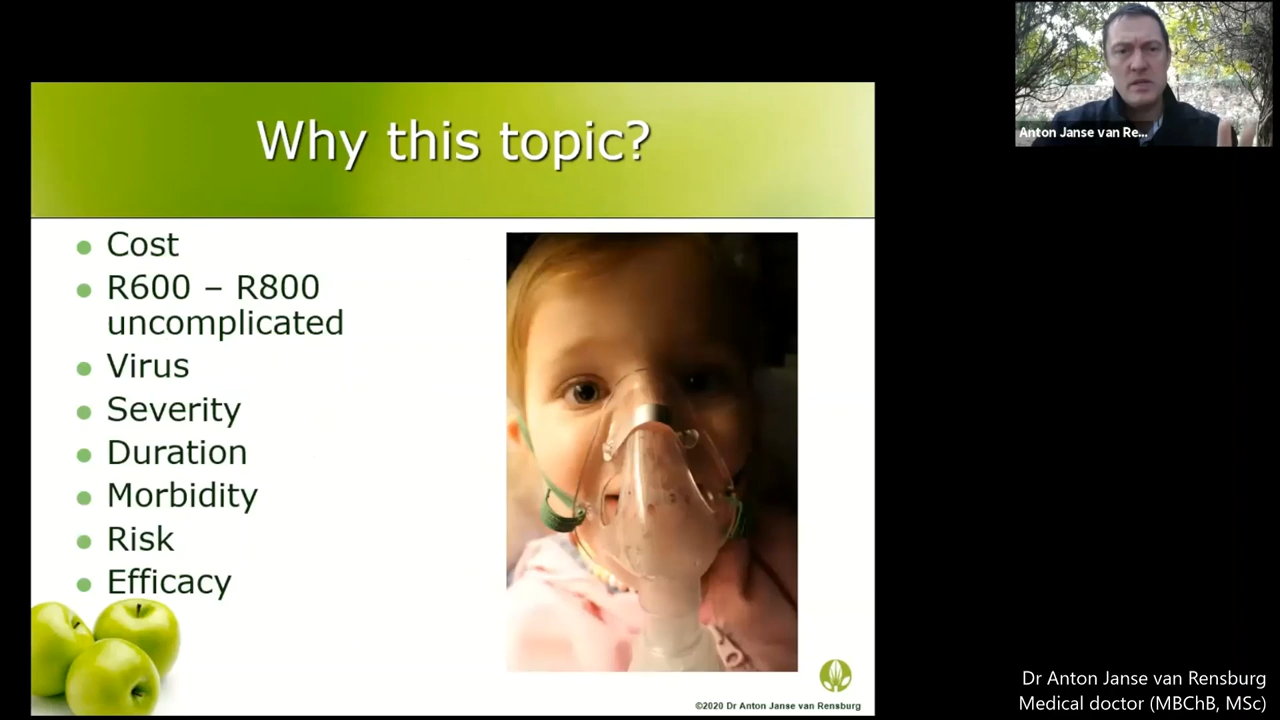 Why this topic?
Cost
R600 – R800
uncomplicated
Virus
Severity
Duration
Morbidity
Risk
Efficacy
©2020 Dr Anton Janse van Rensburg
Anton Janse van Re...
Dr Anton Janse van Rensburg
Medical doctor (MBChB, MSc)